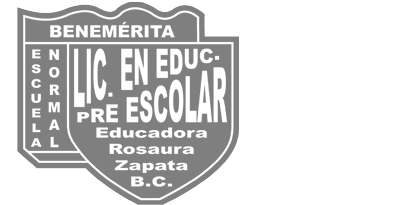 BENEMÉRITA
ESCUELA
NORMAL
LIC. EN EDUC.
PRE ESCOLAR
Educadora
Rosaura
Zapata
B.C.